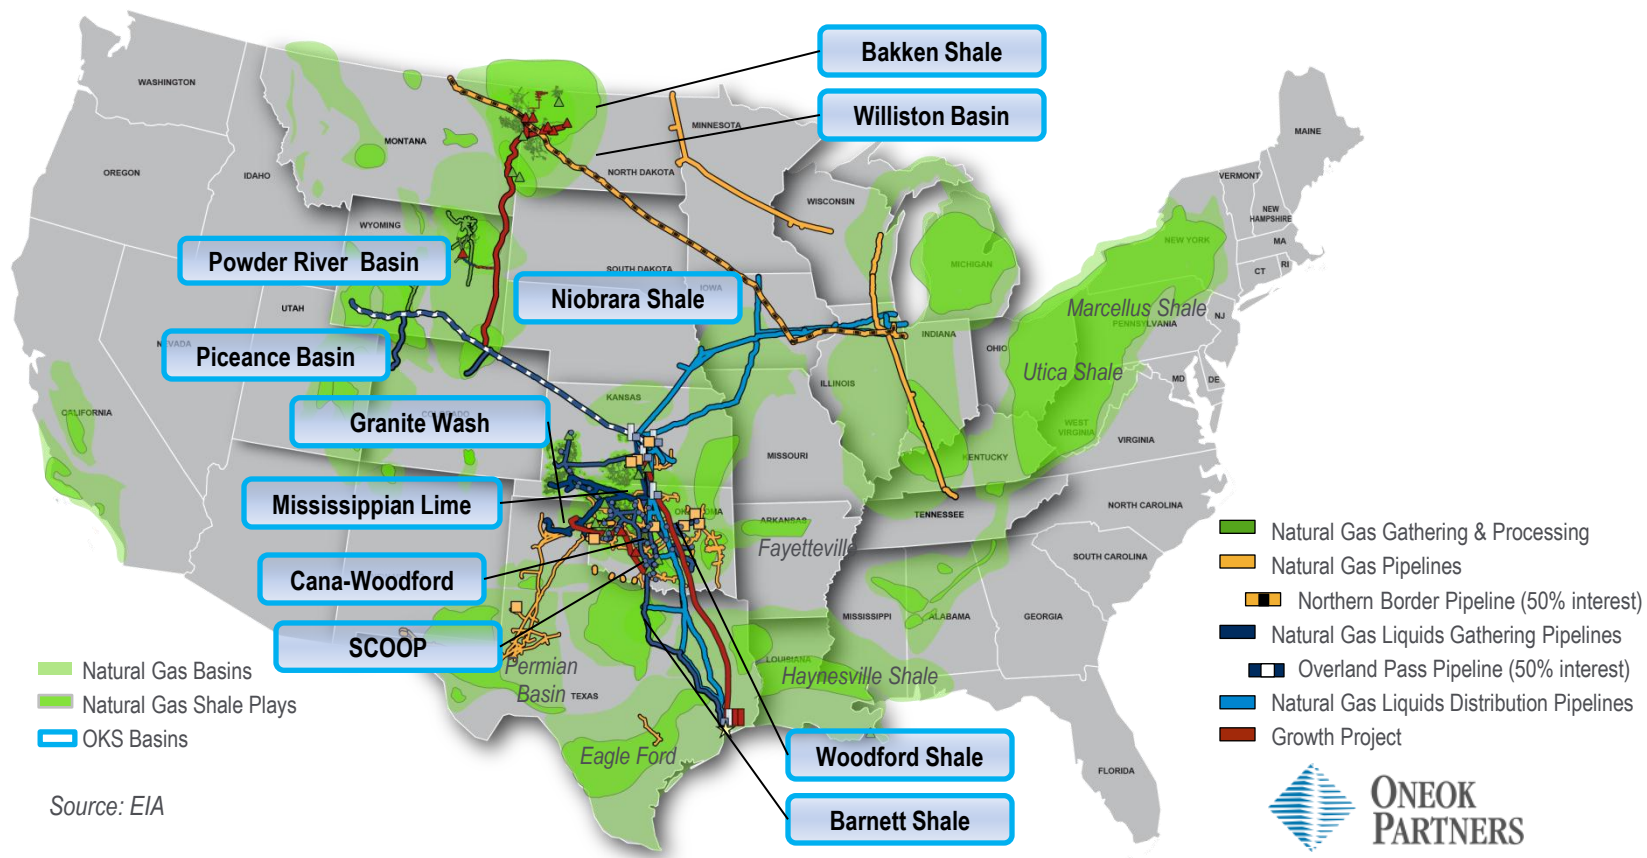 Bakken Shale
Williston Basin
Powder River Basin
Niobrara Shale
Piceance Basin
Granite Wash
Mississippian Lime
Cana-Woodford
SCOOP
Woodford Shale
Barnett Shale
WASHINGTON
OREGON
IDAHO
MONTANA
NORTH DAKOTA
MINNESOTA
WISCONSIN
MICHIGAN
WYOMING
SOUTH DAKOTA
IOWA
UTAH
NEVADA
CALIFORNIA
COLORADO
KANSAS
MISSOURI
ILLINOIS
INDIANA
OHIO
KENTUCKY
WEST
VIRGINIA
VIRGINIA
PENNSYLVANIA
NEW YORK
VERMONT
NEW
HAMPSHIRE
MAINE
MA
CT
RI
NJ
MD
DE
NORTH CAROLINA
SOUTH CAROLINA
TENNESSEE
ARKANSAS
OKLAHOMA
TEXAS
LOUISIANA
MISSISSIPPI
ALABAMA
GEORGIA
FLORIDA
Marcellus Shale
Utica Shale
Fayetteville
Haynesville Shale
Permian
Basin
Eagle Ford
Natural Gas Basins
Natural Gas Shale Plays
OKS Basins
Source: EIA
Natural Gas Gathering & Processing
Natural Gas Pipelines
Northern Border Pipeline (50% interest)
Natural Gas Liquids Gathering Pipelines
Overland Pass Pipeline (50% interest)
Natural Gas Liquids Distribution Pipelines
Growth Project
ONEOK
PARTNERS